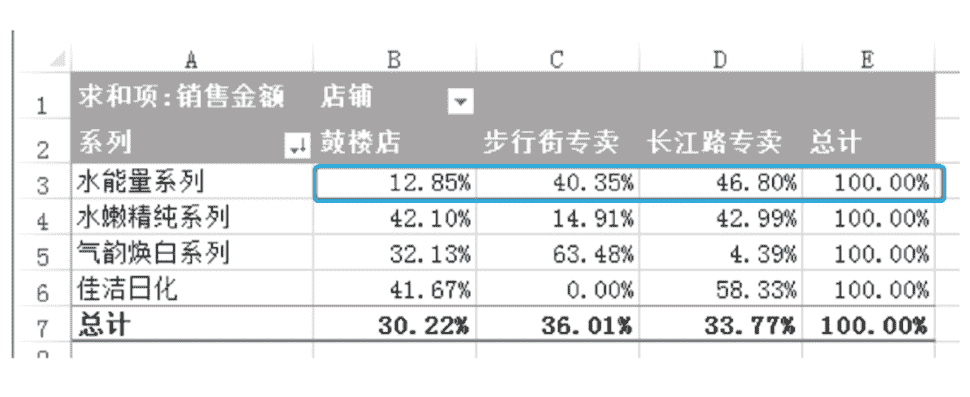 A B C D E
1 求和项:销售金额 店铺
2 系列 鼓楼店 步行街专卖 长江路专卖 总计
3 水能量系列 12.85% 40.35% 46.80% 100.00%
4 水嫩精纯系列 42.10% 14.91% 42.99% 100.00%
5 气韵焕白系列 32.13% 63.48% 4.39% 100.00%
6 佳洁日化 41.67% 0.00% 58.33% 100.00%
7 总计 30.22% 36.01% 33.77% 100.00%